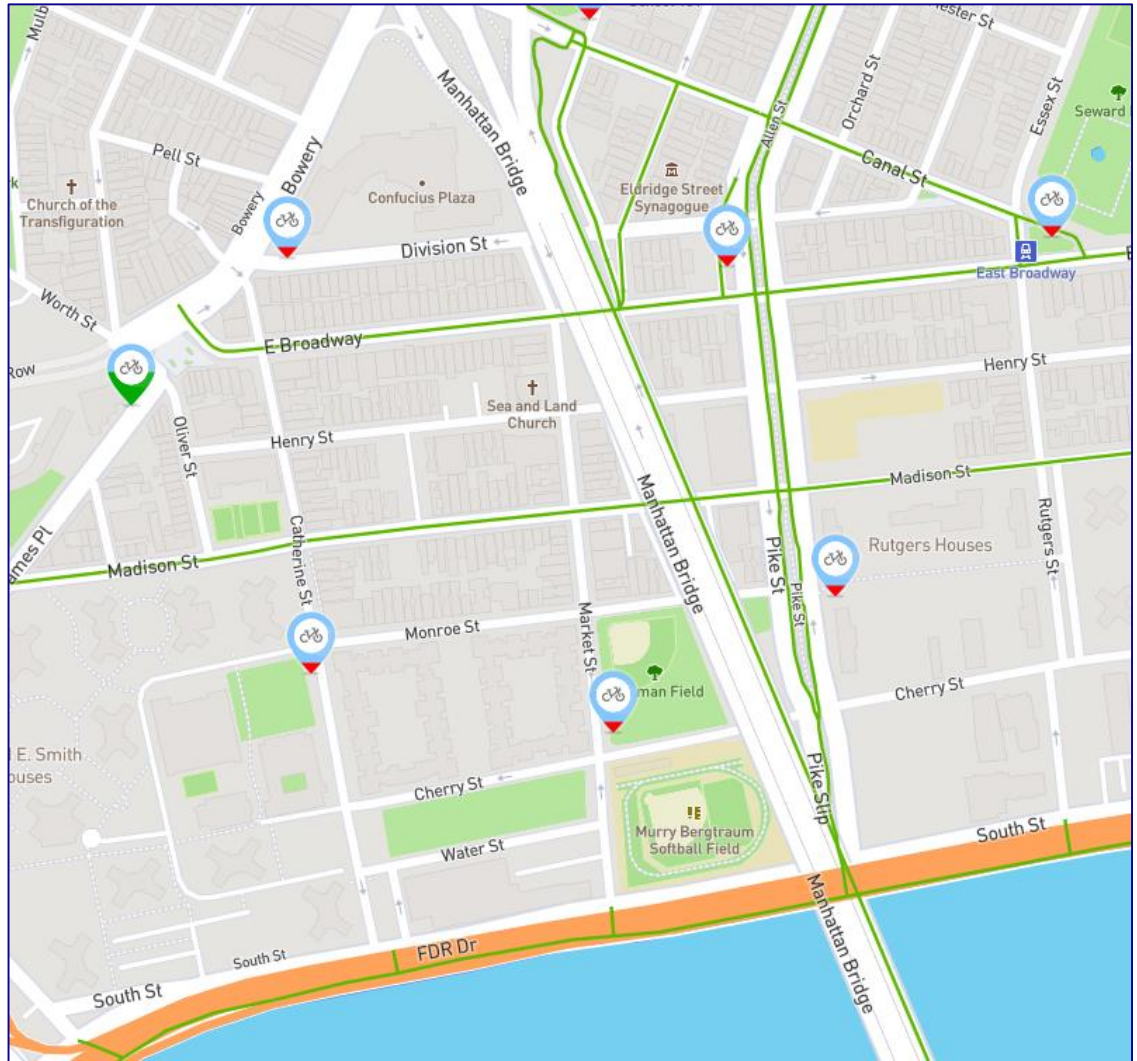 Mulb
Manhattan Bridge
Allen St
Orchard St
Essex St
Seward
Pell St
Bowery
Bowery
Canal St
Church of the
Transfiguration
Confucius Plaza
Eldridge Street
Synagogue
Division St
East Broadway
Worth St
E Broadway
Row
Henry St
Sea and Land
Church
Oliver St
Henry St
Madison St
Manhattan Bridge
Rutgers St
ames Pl
Catherine St
Madison St
Pike St
Rutgers Houses
Pike St
Monroe St
Market St
man Field
Cherry St
E. Smith
ouses
Cherry St
Pike Slip
Murry Bergtraum
Softball Field
South St
Water St
Manhattan Bridge
FDR Dr
South St
South St